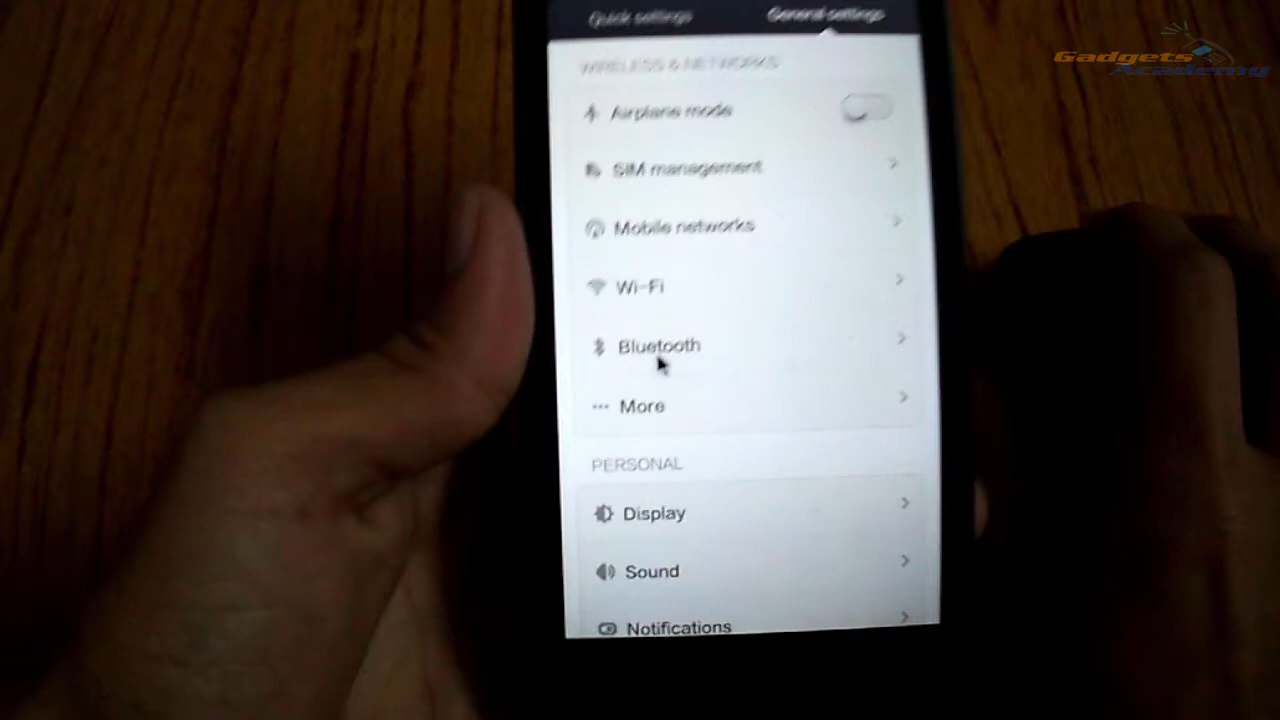 Quick settings
General settings
Gadgets
Academy
WIRELESS & NETWORKS
Airplane mode
SIM management
Mobile networks
Wi-Fi
Bluetooth
More
PERSONAL
Display
Sound
Notifications